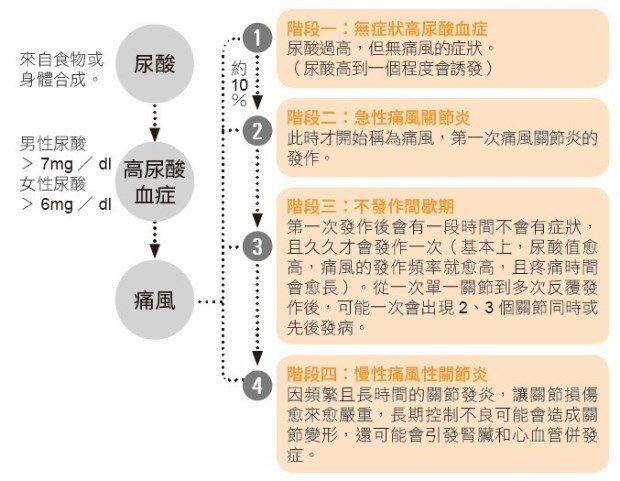 來自食物或
身體合成。
尿酸
男性尿酸
＞7mg／dl
女性尿酸
＞6mg／dl
高尿酸
血症
痛風
約
10
％
1
階段一：無症狀高尿酸血症
尿酸過高，但無痛風的症狀。
（尿酸高到一個程度會誘發）
2
階段二：急性痛風關節炎
此時才開始稱為痛風，第一次痛風關節炎的
發作。
3
階段三：不發作間歇期
第一次發作後會有一段時間不會有症狀，
且久久才會發作一次（基本上，尿酸值愈
高，痛風的發作頻率就愈高，且疼痛時間
會愈長）。從一次單一關節到多次反覆發
作後，可能一次會出現2、3個關節同時或
先後發病。
4
階段四：慢性痛風性關節炎
因頻繁且長時間的關節發炎，讓關節損傷
愈來愈嚴重，長期控制不良可能會造成關
節變形，還可能會引發腎臟和心血管併發
症。